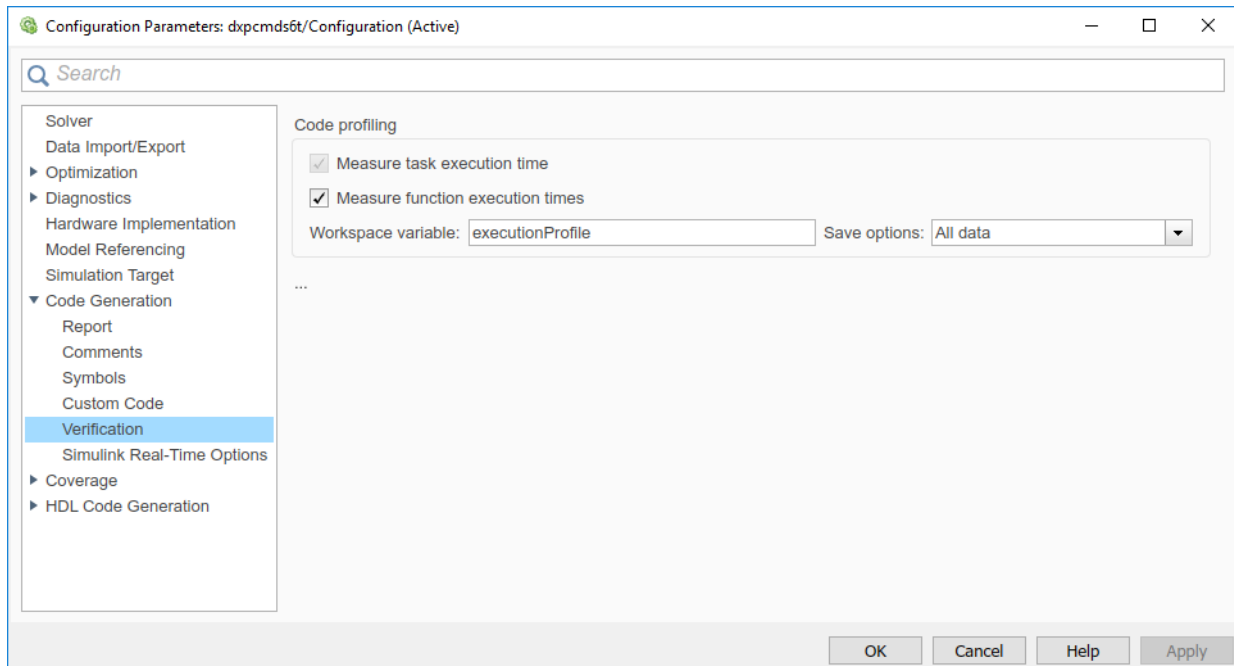 Configuration Parameters: dxpcmds6t/Configuration (Active)
Search
Solver
Data Import/Export
Optimization
Diagnostics
Hardware Implementation
Model Referencing
Simulation Target
Code Generation
Report
Comments
Symbols
Custom Code
Verification
Simulink Real-Time Options
Coverage
HDL Code Generation
Code profiling
Measure task execution time
Measure function execution times
Workspace variable: executionProfile Save options: All data
...
OK Cancel Help Apply